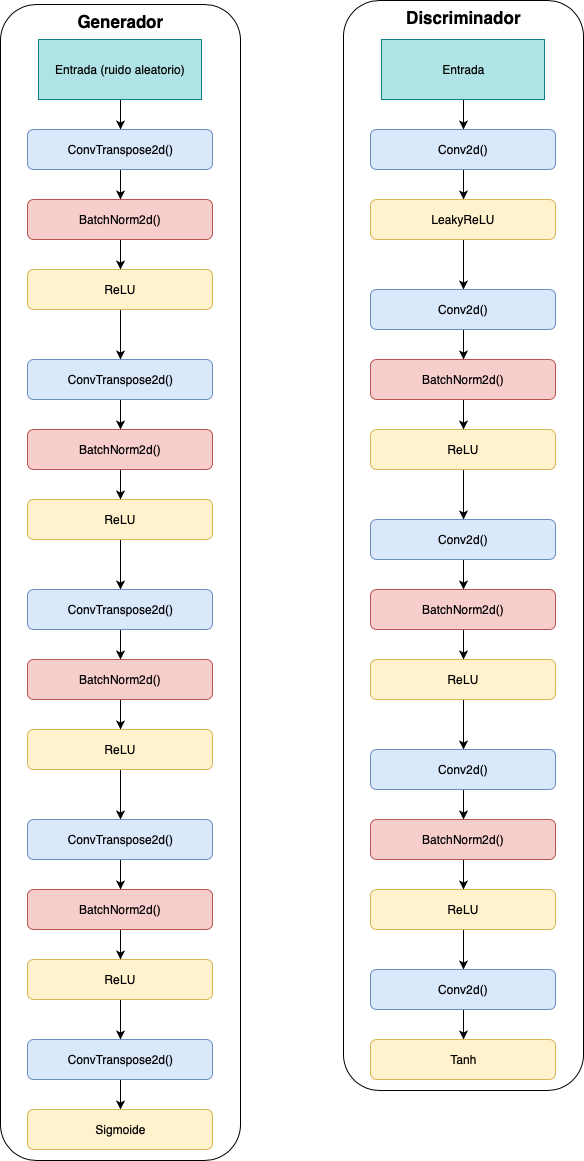 Generador
Entrada (ruido aleatorio)
ConvTranspose2d()
BatchNorm2d()
ReLU
ConvTranspose2d()
BatchNorm2d()
ReLU
ConvTranspose2d()
BatchNorm2d()
ReLU
ConvTranspose2d()
BatchNorm2d()
ReLU
ConvTranspose2d()
Sigmoide
Discriminador
Entrada
Conv2d()
LeakyReLU
Conv2d()
BatchNorm2d()
ReLU
Conv2d()
BatchNorm2d()
ReLU
Conv2d()
BatchNorm2d()
ReLU
Conv2d()
Tanh